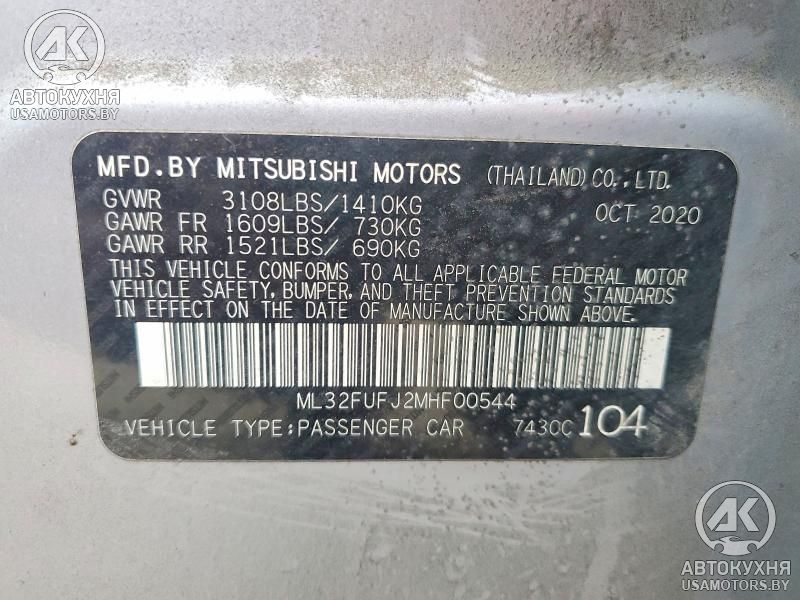 AK
АВТОКУХНЯ
USAMOTORS.BY
MFD.BY MITSUBISHI MOTORS (THAILAND)CO.,LTD.
GVWR 3108LBS/1410KG OCT 2020
GAWR FR 1609LBS/ 730KG
GAWR RR 1521LBS/ 690KG
THIS VEHICLE CONFORMS TO ALL APPLICABLE FEDERAL MOTOR
VEHICLE SAFETY,BUMPER,AND THEFT PREVENTION STANDARDS
IN EFFECT ON THE DATE OF MANUFACTURE SHOWN ABOVE.
ML32FUFJ2MHF00544
VEHICLE TYPE:PASSENGER CAR 7430C 104
AK
АВТОКУХНЯ
USAMOTORS.BY